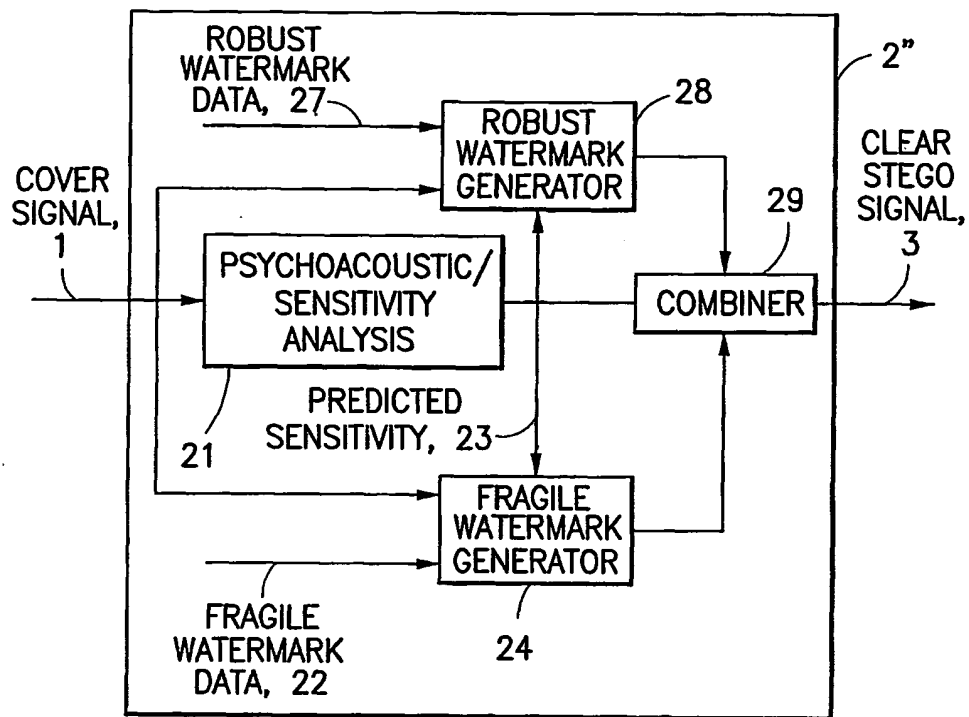 ROBUST
WATERMARK
DATA, 27
2”
28
ROBUST
WATERMARK
GENERATOR
CLEAR
STEGO
SIGNAL,
3
COVER
SIGNAL,
1
29
PSYCHOACOUSTIC/
SENSITIVITY
ANALYSIS
COMBINER
21
PREDICTED
SENSITIVITY, 23
FRAGILE
WATERMARK
GENERATOR
24
FRAGILE
WATERMARK
DATA, 22